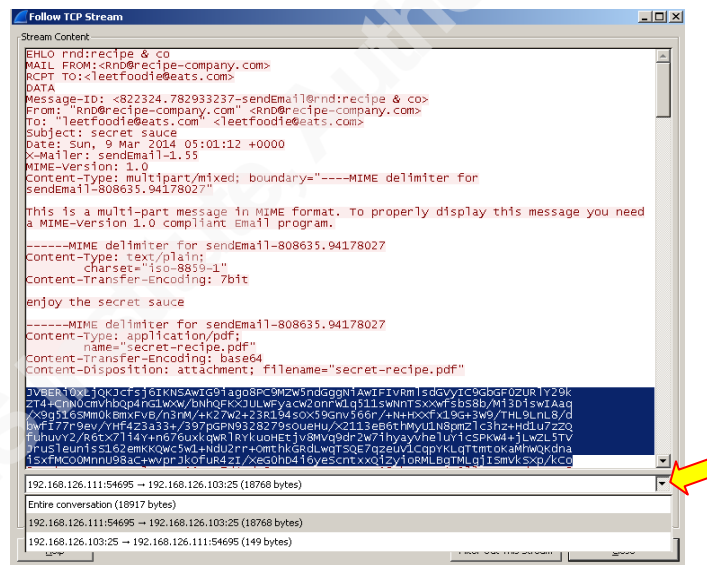 Follow TCP Stream
Stream Content
EHLO rnd:recipe & co
MAIL FROM:<RnD@recipe-company.com>
RCPT TO:<leetfoodie@eats.com>
DATA
Message-ID: <822324.782933237-sendEmail@rnd:recipe & co>
From: "RnD@recipe-company.com" <RnD@recipe-company.com>
To: "leetfoodie@eats.com" <leetfoodie@eats.com>
Subject: secret sauce
Date: Sun, 9 Mar 2014 05:01:12 +0000
X-Mailer: sendEmail-1.55
MIME-Version: 1.0
Content-Type: multipart/mixed; boundary="----MIME delimiter for
sendEmail-808635.94178027"
This is a multi-part message in MIME format. To properly display this message you need
a MIME-Version 1.0 compliant Email program.
------MIME delimiter for sendEmail-808635.94178027
Content-Type: text/plain;
charset="iso-8859-1"
Content-Transfer-Encoding: 7bit
enjoy the secret sauce
------MIME delimiter for sendEmail-808635.94178027
Content-Type: application/pdf;
name="secret-recipe.pdf"
Content-Transfer-Encoding: base64
Content-Disposition: attachment; filename="secret-recipe.pdf"
192.168.126.111:54695 → 192.168.126.103:25 (18768 bytes)
Entire conversation (18917 bytes)
192.168.126.111:54695 → 192.168.126.103:25 (18768 bytes)
192.168.126.103:25 → 192.168.126.111:54695 (149 bytes)